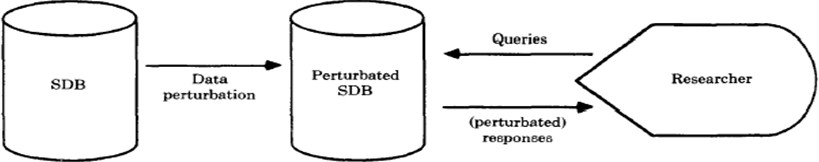 SDB
Data
perturbation
Perturbated
SDB
Queries
(perturbated)
responses
Researcher